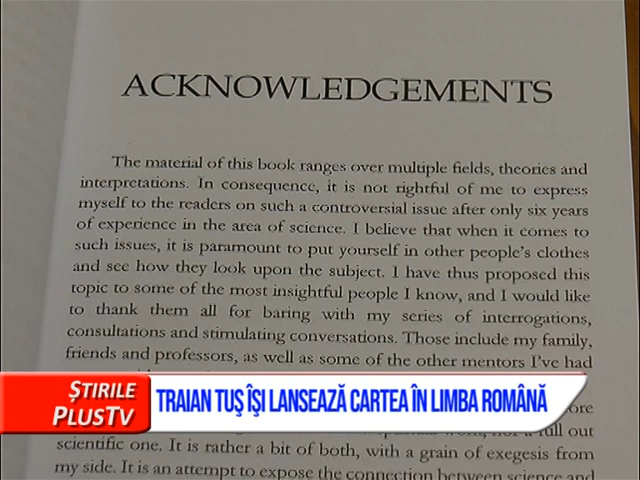 ACKNOWLEDGEMENTS
The material of this book ranges over multiple fields, theories and
interpretations. In consequence, it is not rightful of me to express
myself to the readers on such a controversial issue after only six years
of experience in the area of science. I believe that when it comes to
such issues, it is paramount to put yourself in other people's clothes
and see how they look upon the subject. I have thus proposed this
topic to some of the most insightful people I know, and I would like
to thank them all for baring with my series of interrogations,
consultations and stimulating conversations. Those include my family,
friends and professors, as well as some of the other mentors I've had
ȘTIRILE
PLUSTV
TRAIAN TUȘ ÎȘI LANSEAZĂ CARTEA ÎN LIMBA ROMÂNĂ
full out
scientific one. It is rather a bit of both, with a grain of exegesis from
my side. It is an attempt to expose the connection between science and